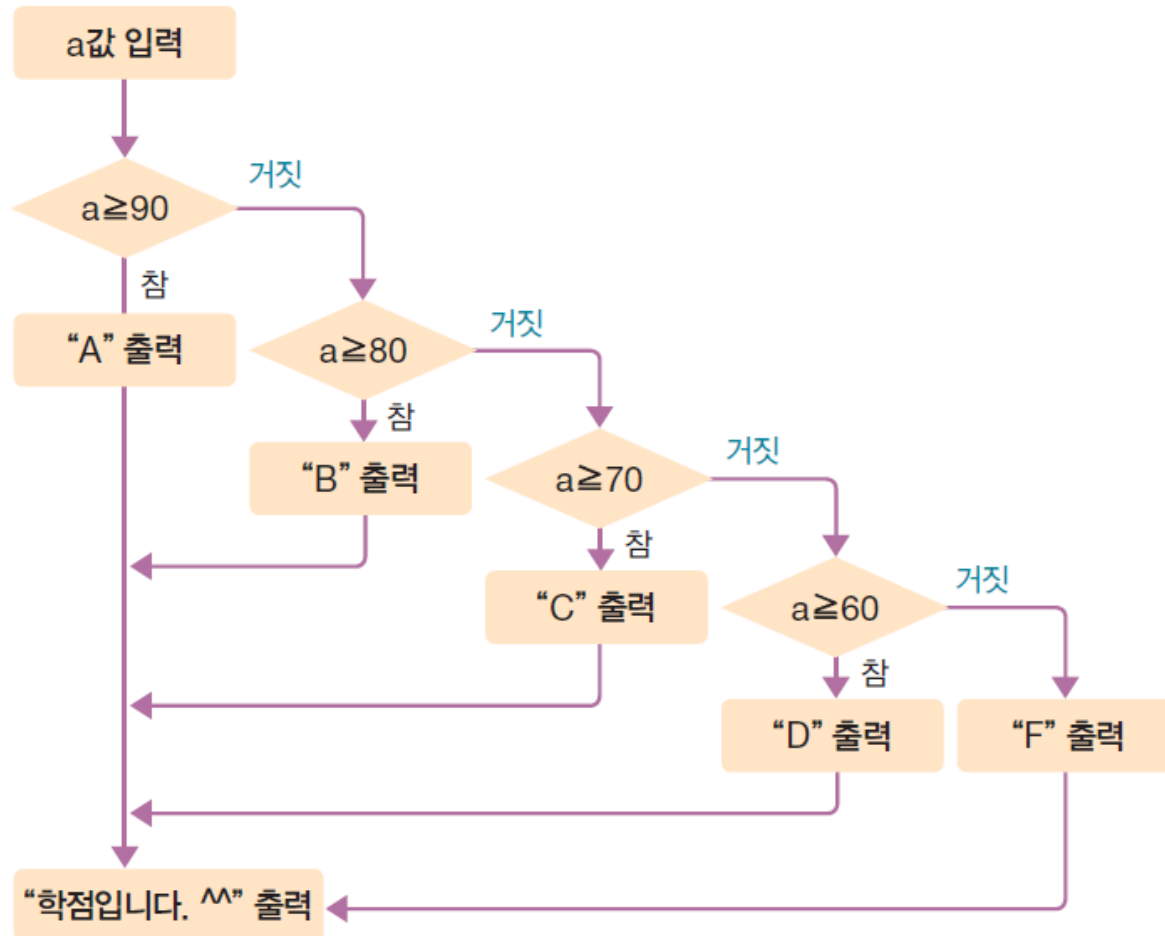 a값 입력
a≧90
거짓
참
“A” 출력
a≧80
거짓
참
“B” 출력
a≧70
거짓
참
“C” 출력
a≧60
거짓
참
“D” 출력
“F” 출력
“학점입니다. ^^” 출력